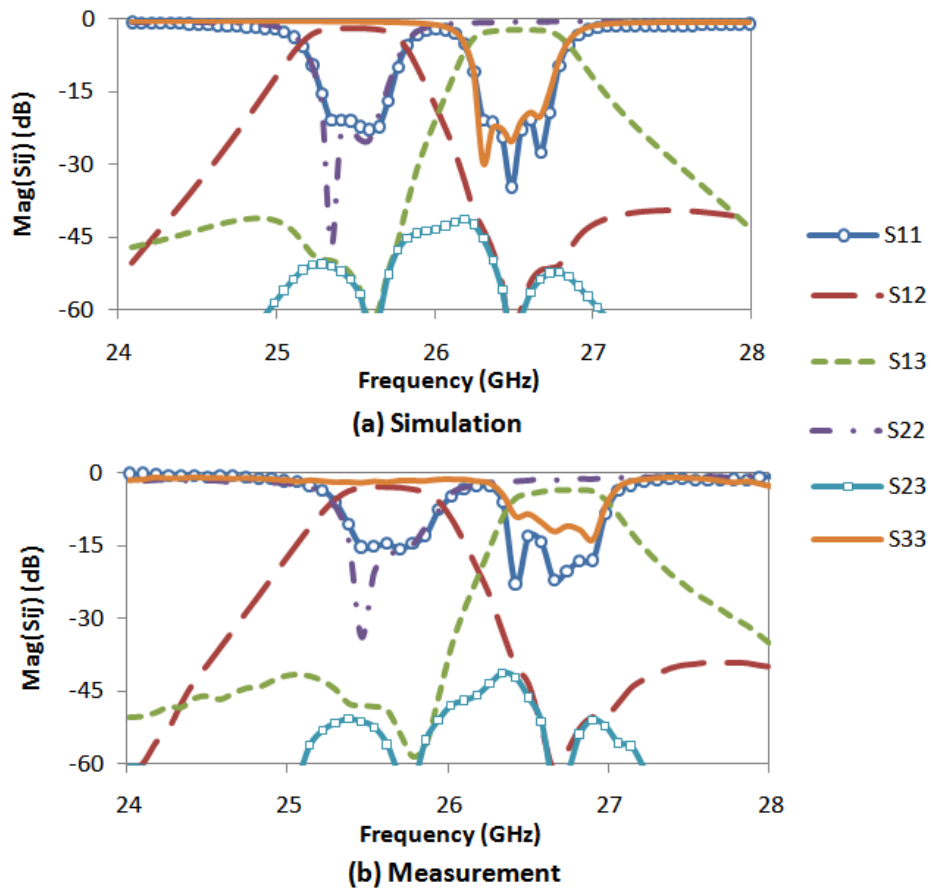 0
-15
-30
-45
-60
Mag(Sij) (dB)
24 25 26 27 28
Frequency (GHz)
(a) Simulation
S11
S12
S13
S22
S23
S33
0
-15
-30
-45
-60
Mag(Sij) (dB)
24 25 26 27 28
Frequency (GHz)
(b) Measurement